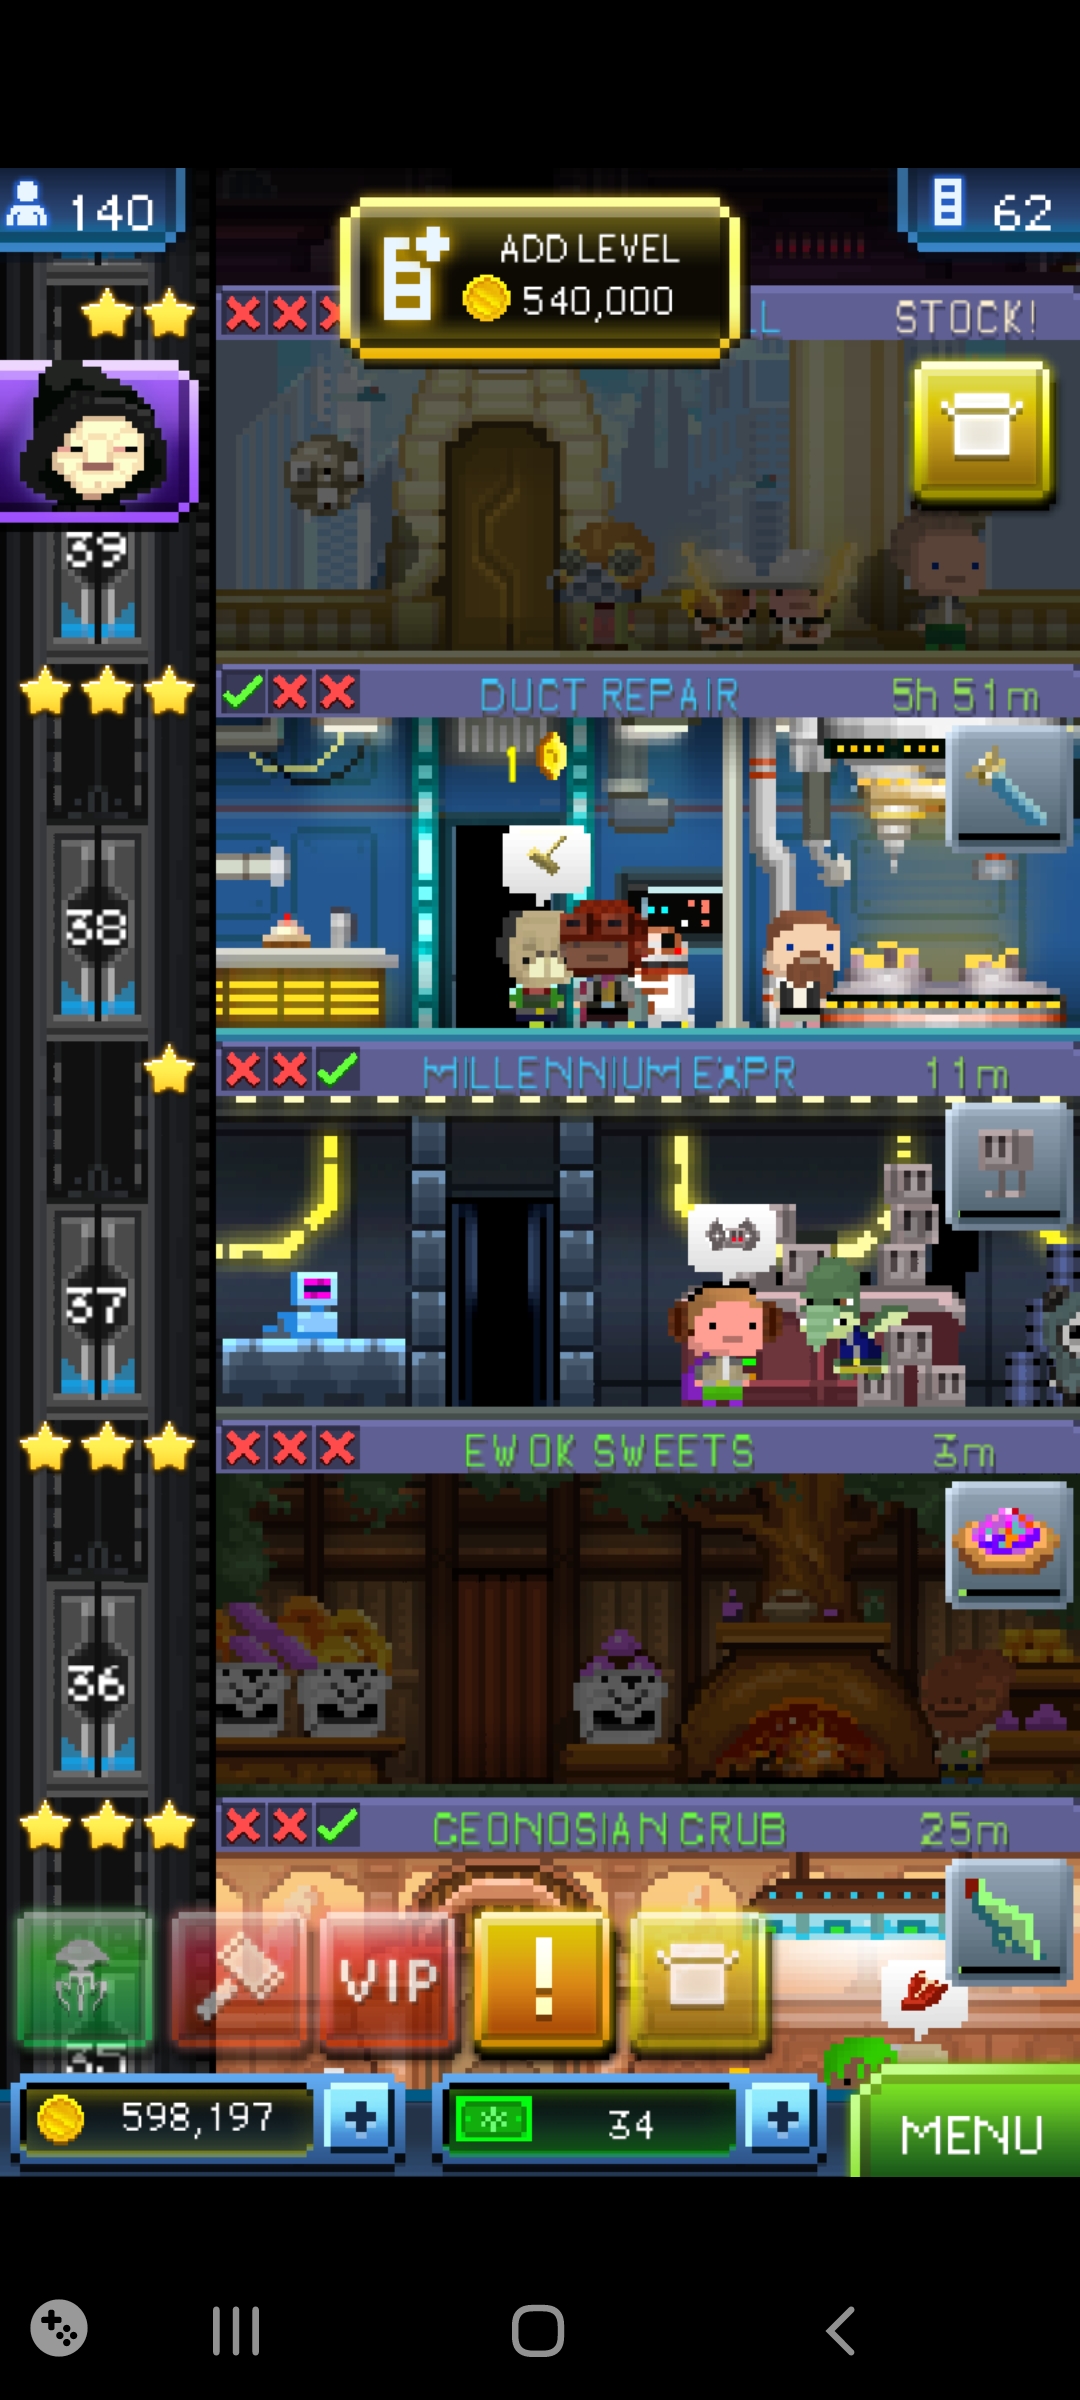 140
ADD LEVEL
540,000
62
STOCK!
39
DUCT REPAIR
5h 51m
1
38
MILLENNIUM EXPR
11m
37
EWOK SWEETS
3m
36
GEONOSIAN GRUB
25m
VIP
!
35
598,197
34
MENU